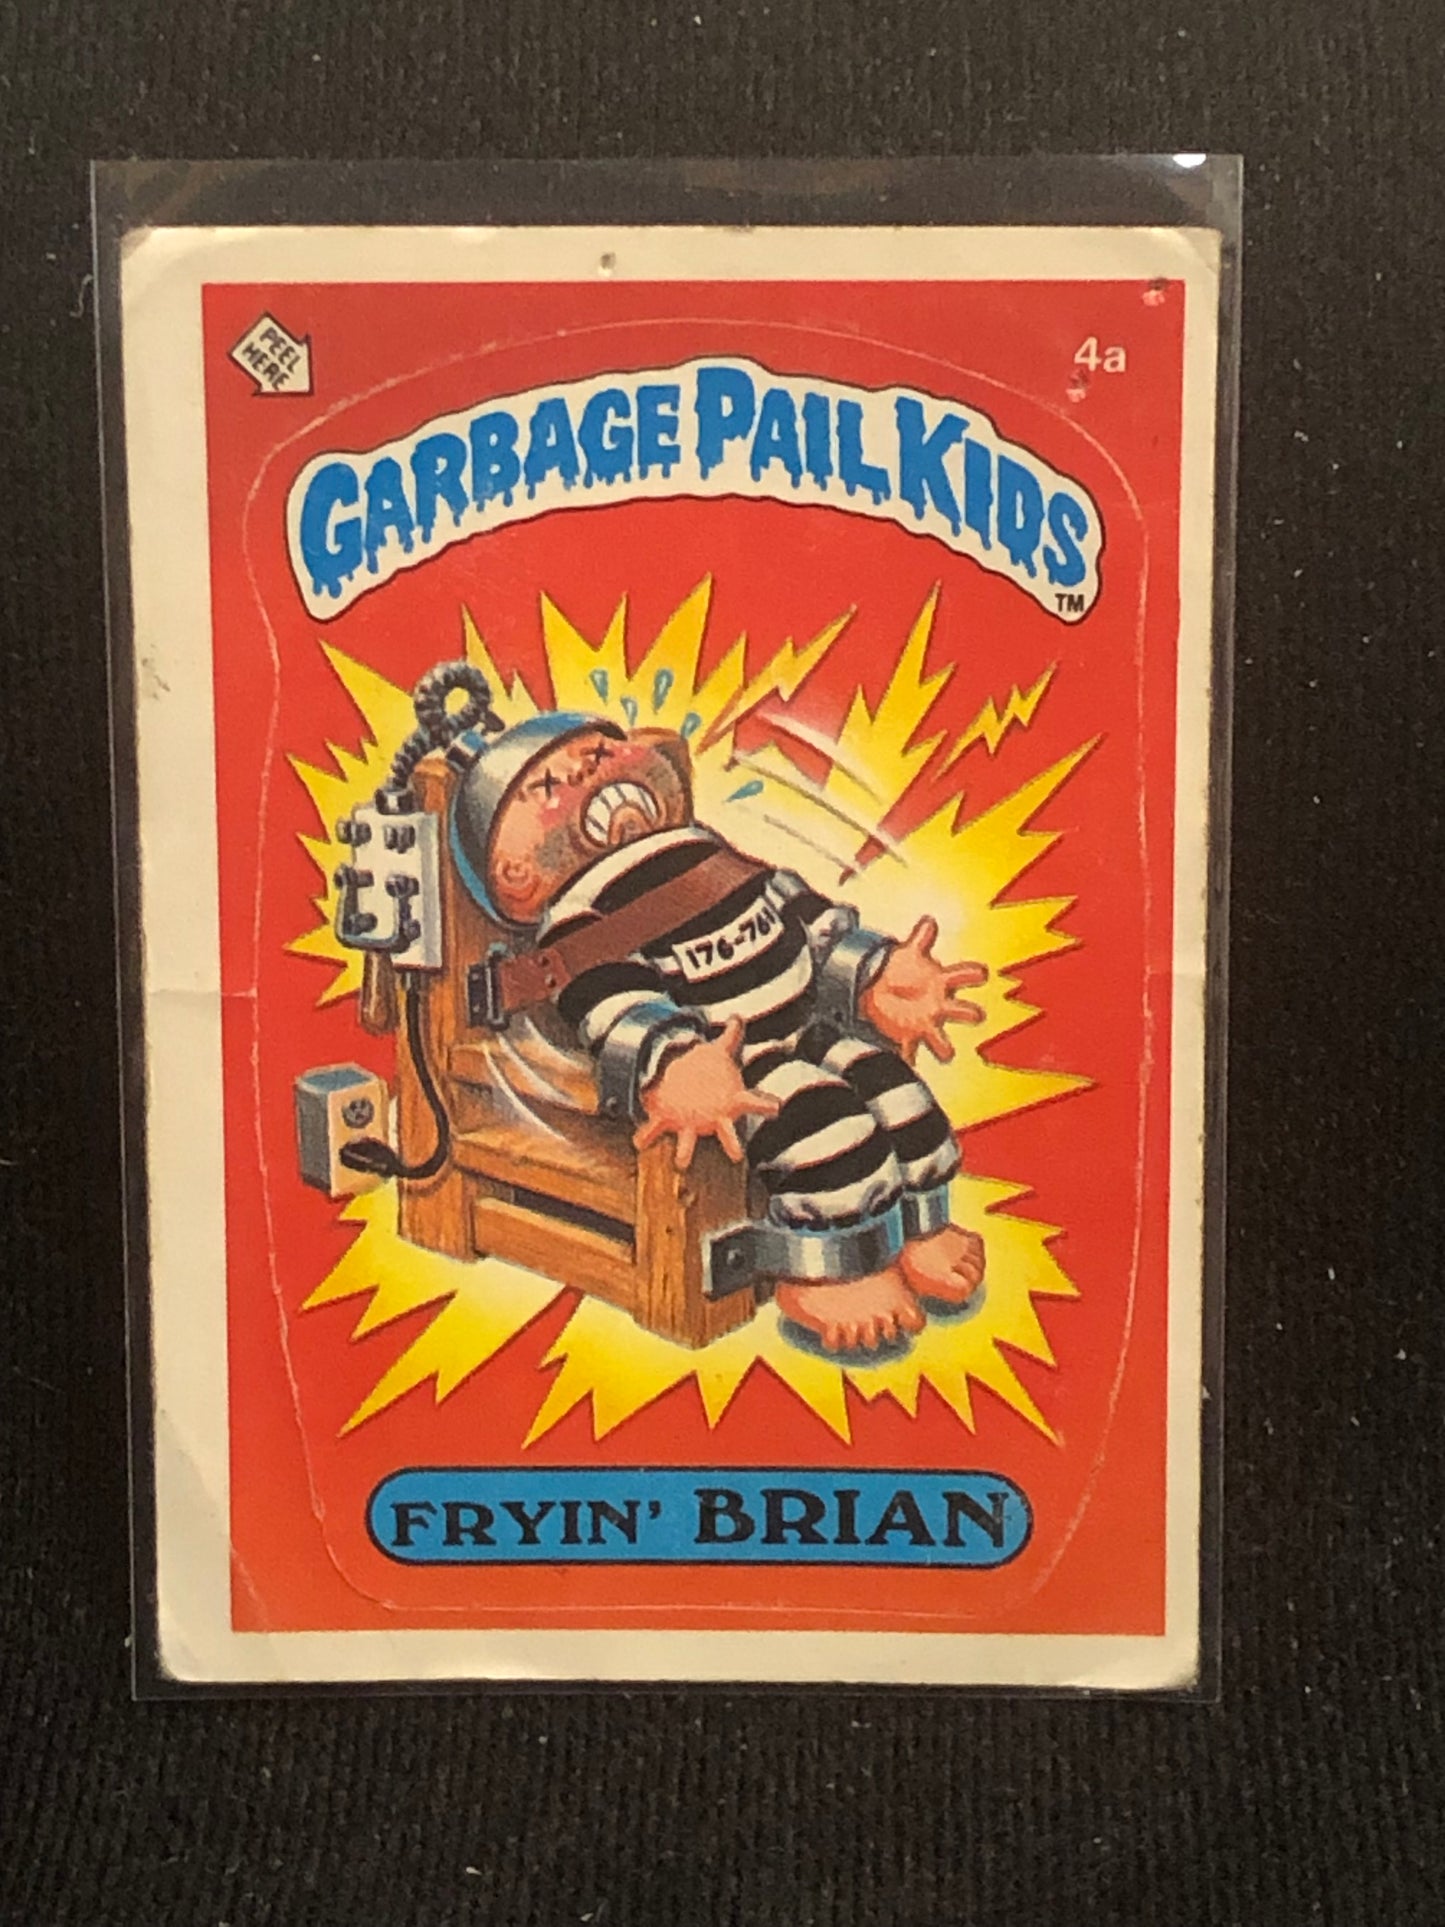 PEEL
HERE
4a
GARBAGE PAIL KIDS
TM
176-761
FRYIN' BRIAN